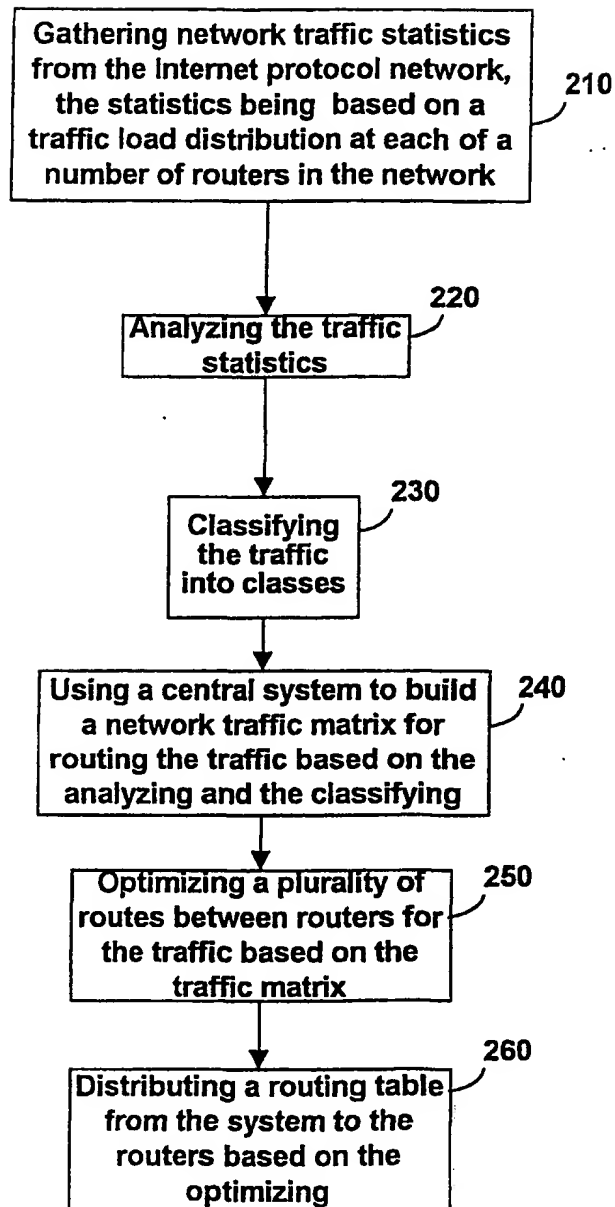 Gathering network traffic statistics
from the Internet protocol network,
the statistics being based on a
traffic load distribution at each of a
number of routers in the network
210
220
Analyzing the traffic
statistics
230
Classifying
the traffic
into classes
240
Using a central system to build
a network traffic matrix for
routing the traffic based on the
analyzing and the classifying
250
Optimizing a plurality of
routes between routers for
the traffic based on the
traffic matrix
260
Distributing a routing table
from the system to the
routers based on the
optimizing